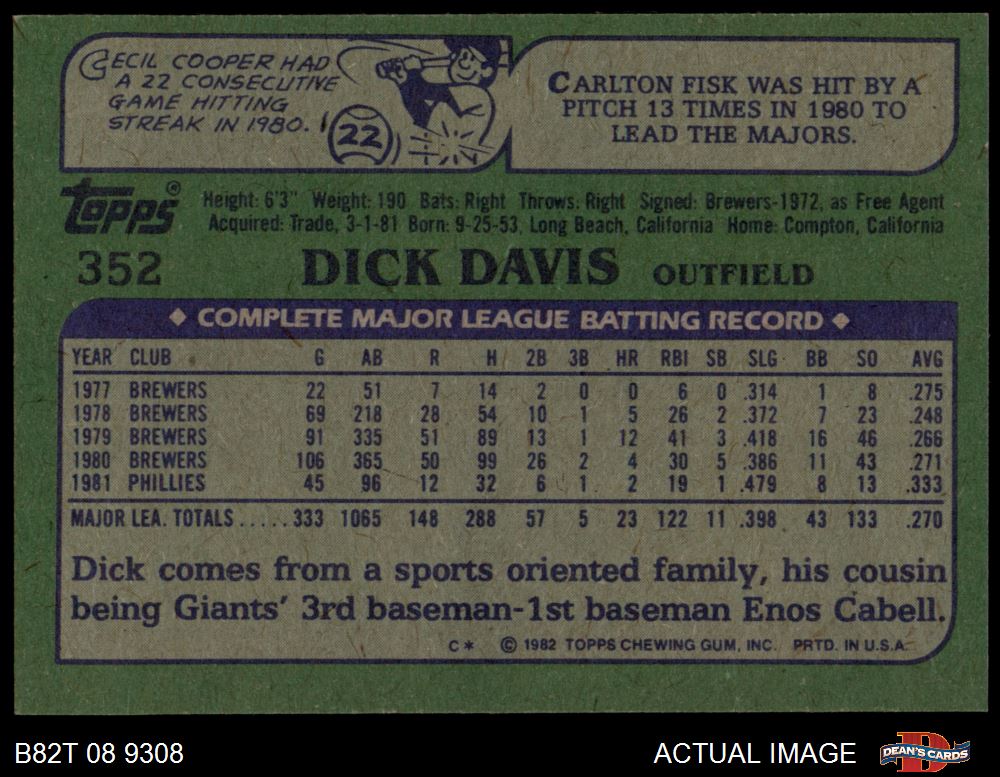 CECIL COOPER HAD
A 22 CONSECUTIVE
GAME HITTING
STREAK IN 1980.
22
CARLTON FISK WAS HIT BY A
PITCH 13 TIMES IN 1980 TO
LEAD THE MAJORS.
Topps®
Height: 6'3" Weight: 190 Bats: Right Throws: Right Signed: Brewers-1972, as Free Agent
Acquired: Trade, 3-1-81 Born: 9-25-53, Long Beach, California Home: Compton, California
352 DICK DAVIS OUTFIELD
◆ COMPLETE MAJOR LEAGUE BATTING RECORD ◆
YEAR CLUB G AB R H 2B 3B HR RBI SB SLG BB SO AVG
1977 BREWERS 22 51 7 14 2 0 0 6 0 .314 1 8 .275
1978 BREWERS 69 218 28 54 10 1 5 26 2 .372 7 23 .248
1979 BREWERS 91 335 51 89 13 1 12 41 3 .418 16 46 .266
1980 BREWERS 106 365 50 99 26 2 4 30 5 .386 11 43 .271
1981 PHILLIES 45 96 12 32 6 1 2 19 1 .479 8 13 .333
MAJOR LEA. TOTALS.....333 1065 148 288 57 5 23 122 11 .398 43 133 .270
Dick comes from a sports oriented family, his cousin
being Giants' 3rd baseman-1st baseman Enos Cabell.
C* © 1982 TOPPS CHEWING GUM, INC. PRTD. IN U.S.A.
B82T 08 9308 ACTUAL IMAGE D DEAN'S CARDS